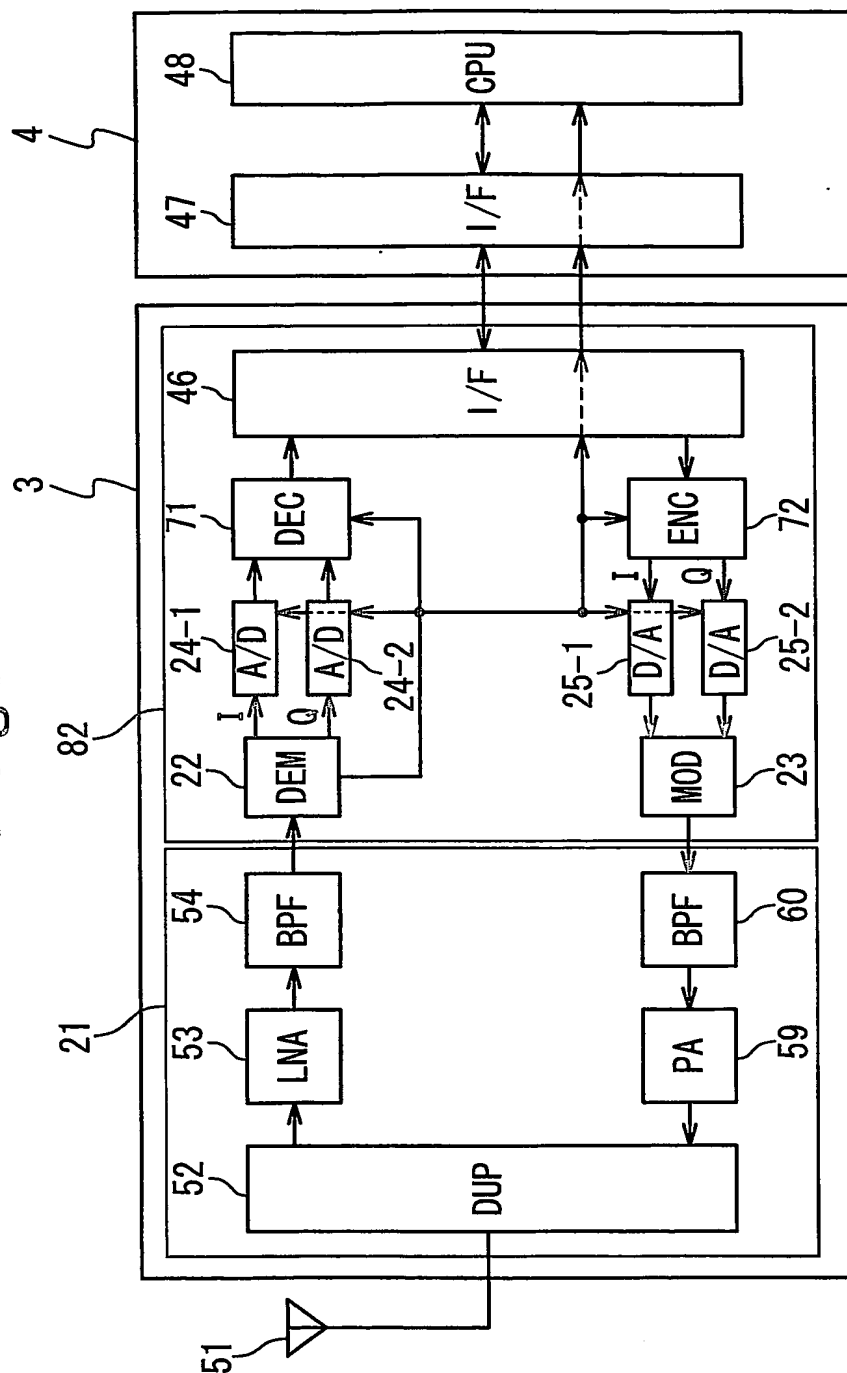 51
21
52
DUP
53
LNA
54
BPF
59
PA
60
BPF
3
82
22
DEM
I
Q
24-1
A/D
24-2
A/D
71
DEC
46
I/F
23
MOD
25-1
D/A
25-2
D/A
I
Q
72
ENC
4
47
I/F
48
CPU